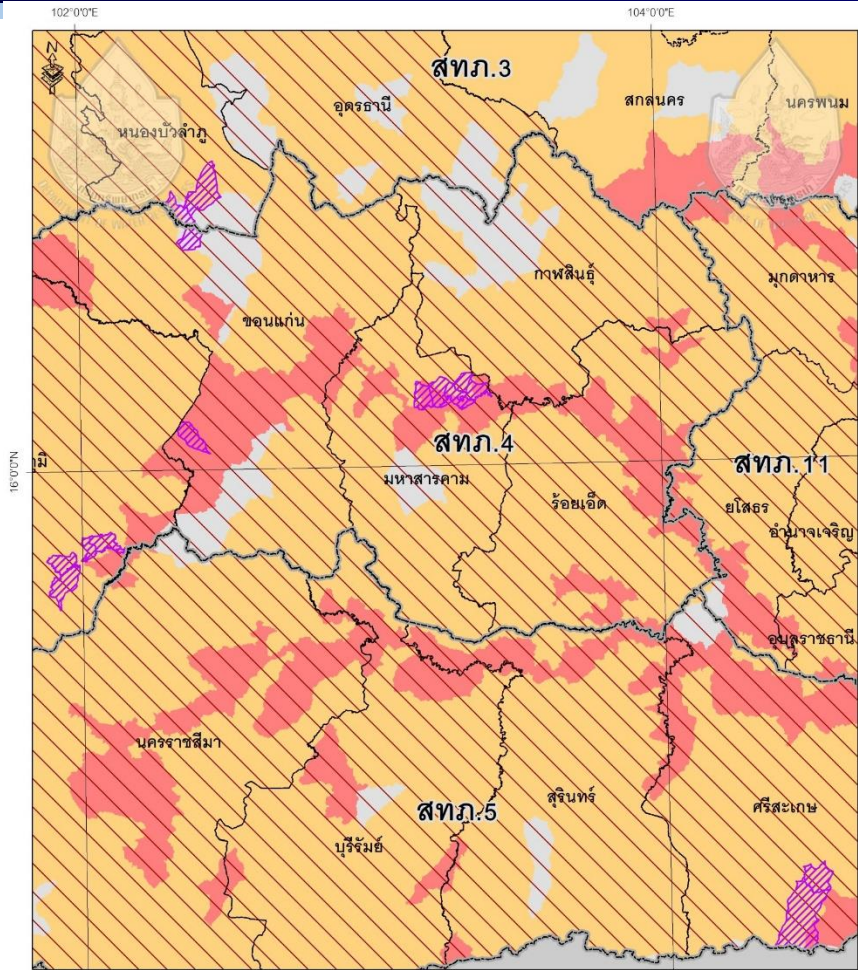 102°0'0"E
104°0'0"E
N
สทภ.3
อุดรธานี
สกลนคร
นครพนม
หนองบัวลำภู
กาฬสินธุ์
มุกดาหาร
ขอนแก่น
สทภ.4
16°0'0"N
สทภ.11
มหาสารคาม
ร้อยเอ็ด
ยโสธร
อำนาจเจริญ
อุบลราชธานี
นครราชสีมา
สุรินทร์
ศรีสะเกษ
สทภ.5
บุรีรัมย์